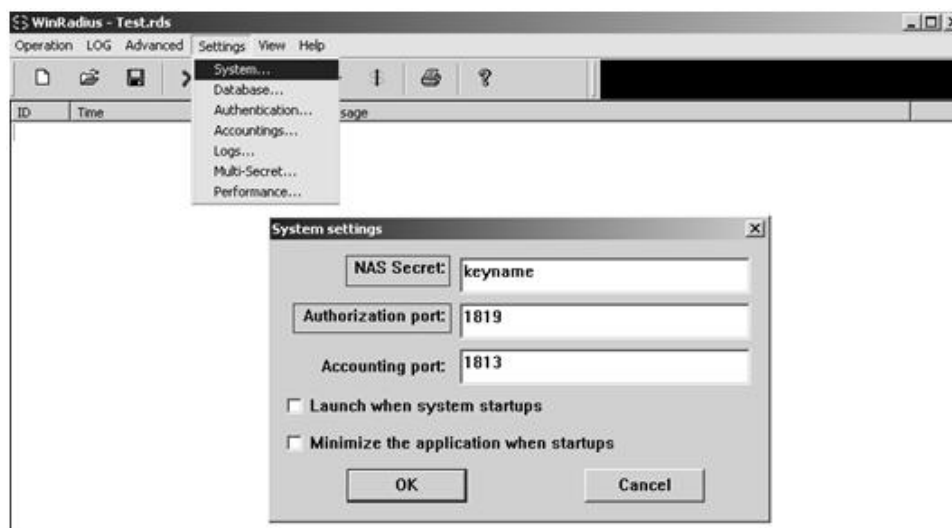 WinRadius - Test.rds
Operation LOG Advanced Settings View Help
System...
Database...
ID Time sage
Authentication...
Accountings...
Logs...
Multi-Secret...
Performance...
System settings
NAS Secret: keyname
Authorization port: 1819
Accounting port: 1813
Launch when system startups
Minimize the application when startups
OK Cancel